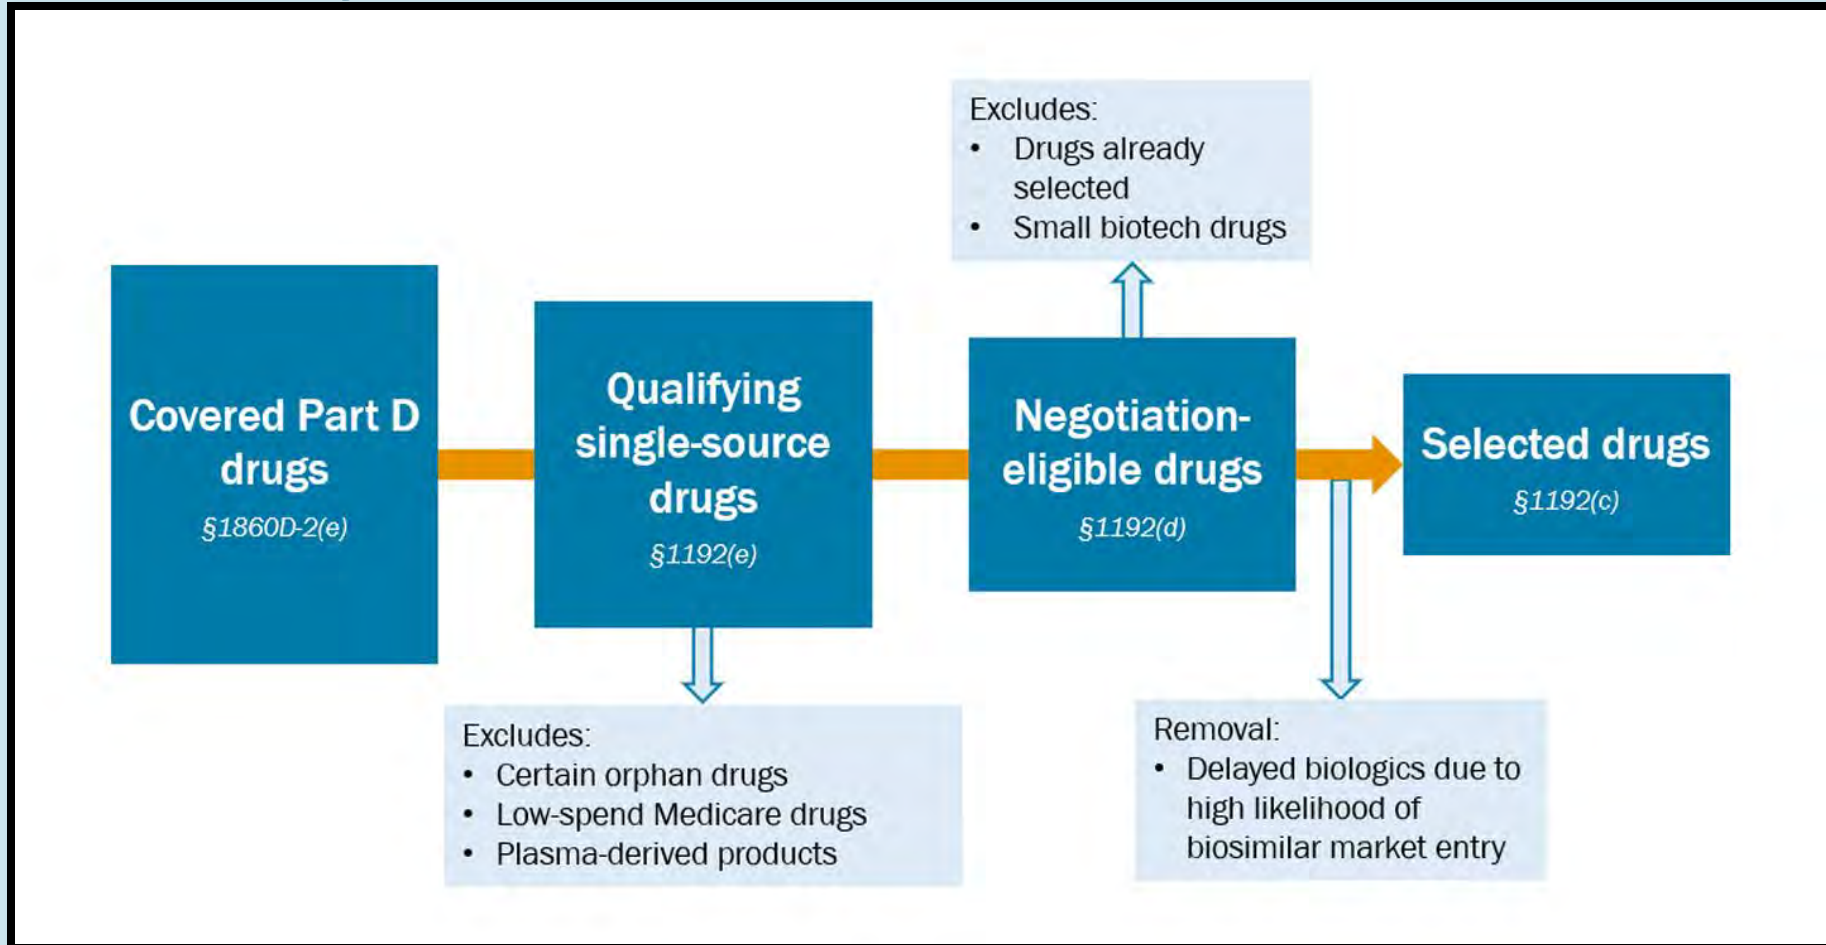 Excludes:
• Drugs already
selected
• Small biotech drugs
Covered Part D
drugs
§1860D-2(e)
Qualifying
single-source
drugs
§1192(e)
Negotiation-
eligible drugs
§1192(d)
Selected drugs
§1192(c)
Excludes:
• Certain orphan drugs
• Low-spend Medicare drugs
• Plasma-derived products
Removal:
• Delayed biologics due to
high likelihood of
biosimilar market entry